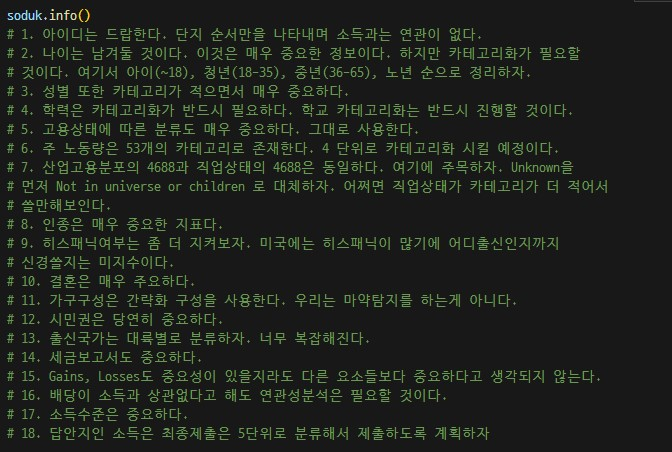 soduk.info()
# 1. 아이디는 드랍한다. 단지 순서만을 나타내며 소득과는 연관이 없다.
# 2. 나이는 남겨둘 것이다. 이것은 매우 중요한 정보이다. 하지만 카테고리화가 필요할
# 것이다. 여기서 아이(~18), 청년(18-35), 중년(36-65), 노년 순으로 정리하자.
# 3. 성별 또한 카테고리가 적으면서 매우 중요하다.
# 4. 학력은 카테고리화가 반드시 필요하다. 학교 카테고리화는 반드시 진행할 것이다.
# 5. 고용상태에 따른 분류도 매우 중요하다. 그대로 사용한다.
# 6. 주 노동량은 53개의 카테고리로 존재한다. 4 단위로 카테고리화 시킬 예정이다.
# 7. 산업고용분포의 4688과 직업상태의 4688은 동일하다. 여기에 주목하자. Unknown을
# 먼저 Not in universe or children 로 대체하자. 어쩌면 직업상태가 카테고리가 더 적어서
# 쓸만해보인다.
# 8. 인종은 매우 중요한 지표다.
# 9. 히스패닉여부는 좀 더 지켜보자. 미국에는 히스패닉이 많기에 어디출신인지까지
# 신경쓸지는 미지수이다.
# 10. 결혼은 매우 주요하다.
# 11. 가구구성은 간략화 구성을 사용한다. 우리는 마약탐지를 하는게 아니다.
# 12. 시민권은 당연히 중요하다.
# 13. 출신국가는 대륙별로 분류하자. 너무 복잡해진다.
# 14. 세금보고서도 중요하다.
# 15. Gains, Losses도 중요성이 있을지라도 다른 요소들보다 중요하다고 생각되지 않는다.
# 16. 배당이 소득과 상관없다고 해도 연관성분석은 필요할 것이다.
# 17. 소득수준은 중요하다.
# 18. 답안지인 소득은 최종제출은 5단위로 분류해서 제출하도록 계획하자